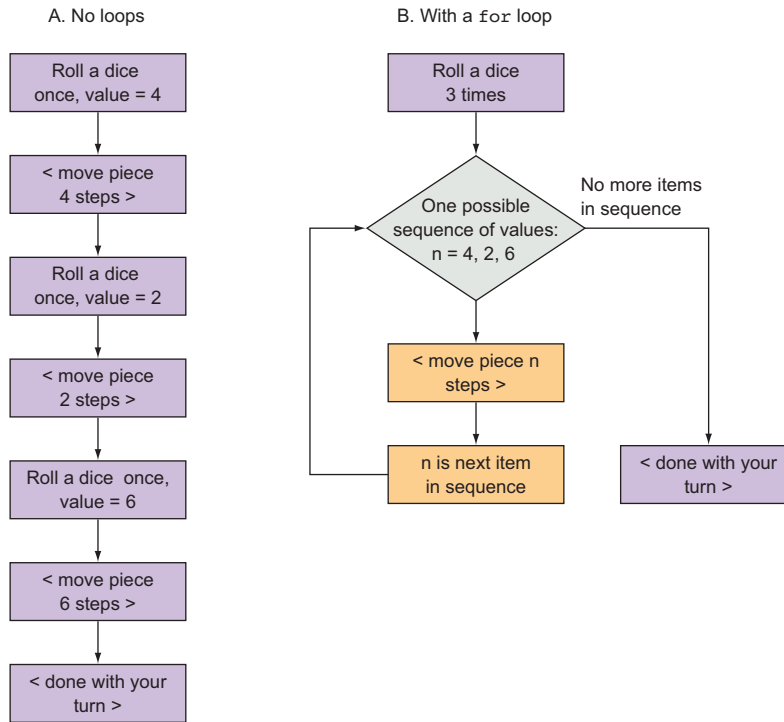 A. No loops
Roll a dice
once, value = 4
< move piece
4 steps >
Roll a dice
once, value = 2
< move piece
2 steps >
Roll a dice  once,
value = 6
< move piece
6 steps >
< done with your
turn >
B. With a for loop
Roll a dice
3 times
One possible
sequence of values:
n = 4, 2, 6
No more items
in sequence
< move piece n
steps >
n is next item
in sequence
< done with your
turn >